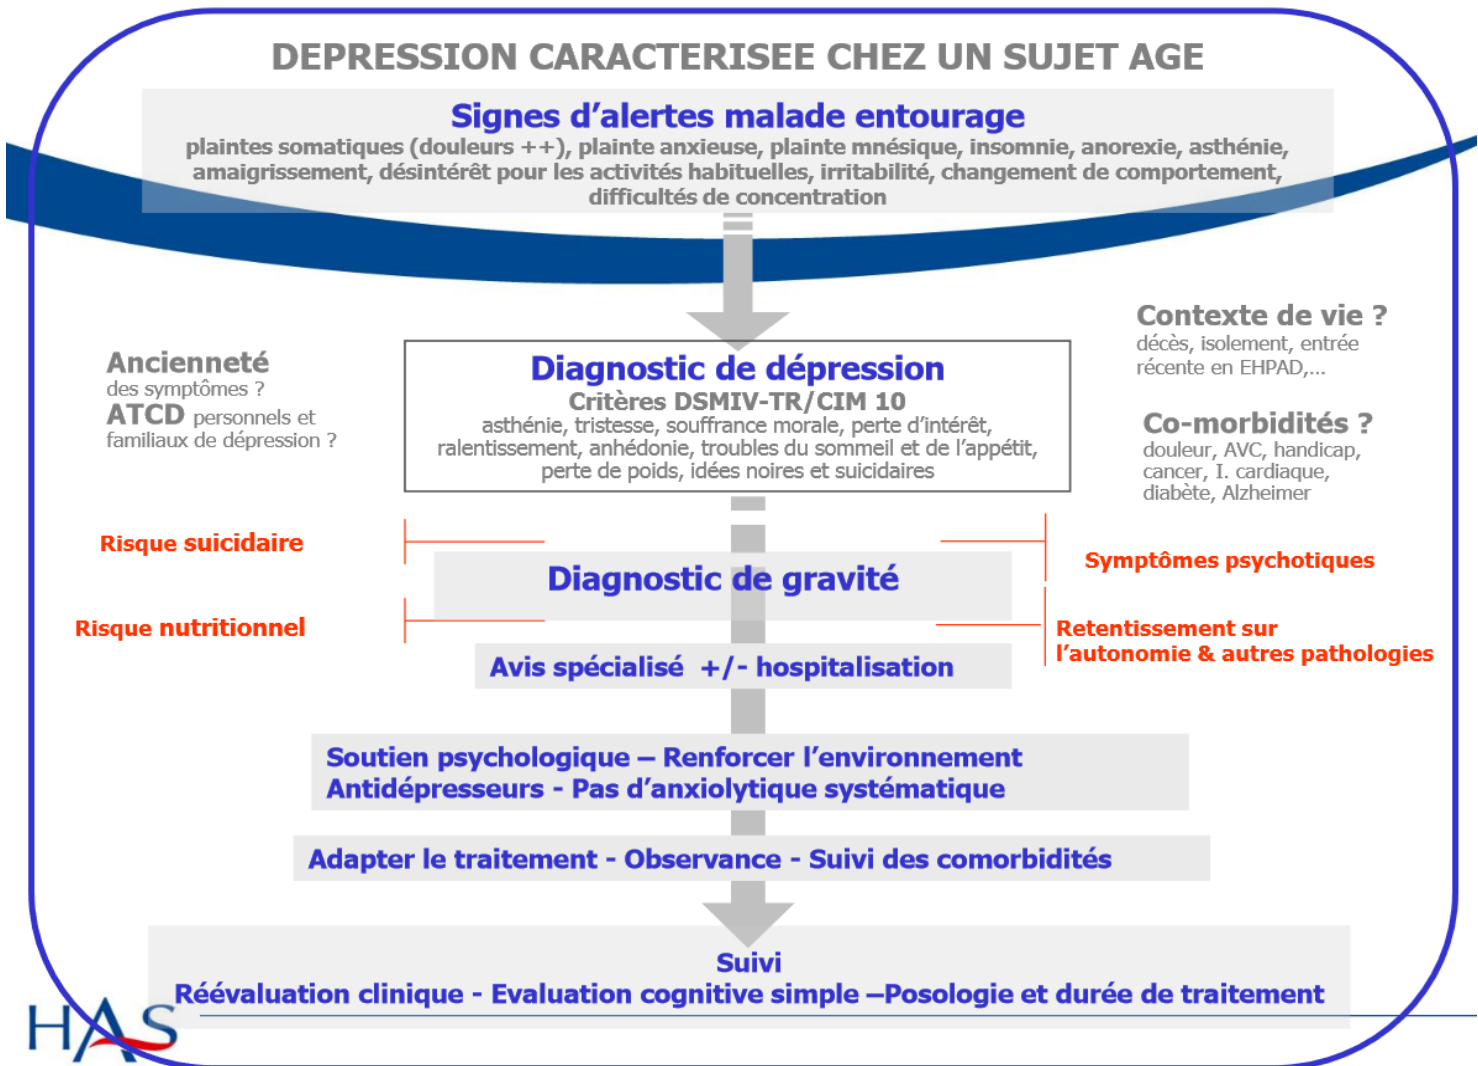 DEPRESSION CARACTERISEE CHEZ UN SUJET AGE
Signes d'alertes malade entourage
plaintes somatiques (douleurs ++), plainte anxieuse, plainte mnésique, insomnie, anorexie, asthénie,
amaigrissement, désintérêt pour les activités habituelles, irritabilité, changement de comportement,
difficultés de concentration
Ancienneté
des symptômes ?
ATCD personnels et
familiaux de dépression ?
Diagnostic de dépression
Critères DSMIV-TR/CIM 10
asthénie, tristesse, souffrance morale, perte d'intérêt,
ralentissement, anhédonie, troubles du sommeil et de l'appétit,
perte de poids, idées noires et suicidaires
Contexte de vie ?
décès, isolement, entrée
récente en EHPAD,...
Co-morbidités ?
douleur, AVC, handicap,
cancer, I. cardiaque,
diabète, Alzheimer
Risque suicidaire
Symptômes psychotiques
Diagnostic de gravité
Risque nutritionnel
Retentissement sur
l'autonomie & autres pathologies
Avis spécialisé +/- hospitalisation
Soutien psychologique – Renforcer l'environnement
Antidépresseurs - Pas d'anxiolytique systématique
Adapter le traitement - Observance - Suivi des comorbidités
Suivi
Réévaluation clinique - Evaluation cognitive simple –Posologie et durée de traitement
HAS